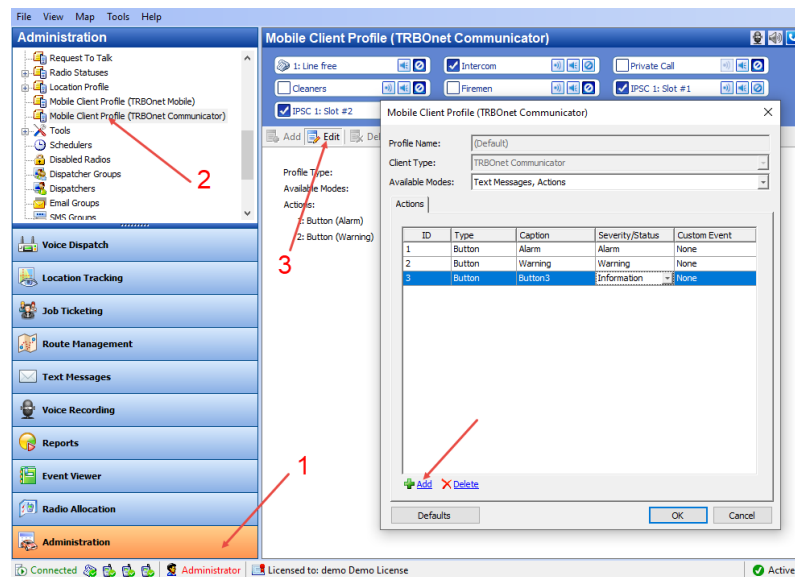 File View Map Tools Help
Administration
Request To Talk
Radio Statuses
Location Profile
Mobile Client Profile (TRBOnet Mobile)
Mobile Client Profile (TRBOnet Communicator)
Tools
Schedulers
Disabled Radios
Dispatcher Groups
Dispatchers
Email Groups
SMS Groups
2
Voice Dispatch
Location Tracking
Job Ticketing
Route Management
Text Messages
Voice Recording
Reports
Event Viewer
Radio Allocation
Administration
1
Mobile Client Profile (TRBOnet Communicator)
1: Line free
Intercom
Private Call
Cleaners
Firemen
IPSC 1: Slot #1
IPSC 1: Slot #2
Add Edit
Profile Type:
Available Modes:
Actions:
1: Button (Alarm)
2: Button (Warning)
3
Mobile Client Profile (TRBOnet Communicator)
Profile Name: (Default)
Client Type: TRBOnet Communicator
Available Modes: Text Messages, Actions
Actions
ID Type Caption Severity/Status Custom Event
1 Button Alarm Alarm None
2 Button Warning Warning None
3 Button Button3 Information None
Add Delete
Defaults OK Cancel
Connected Administrator Licensed to: demo Demo License Active